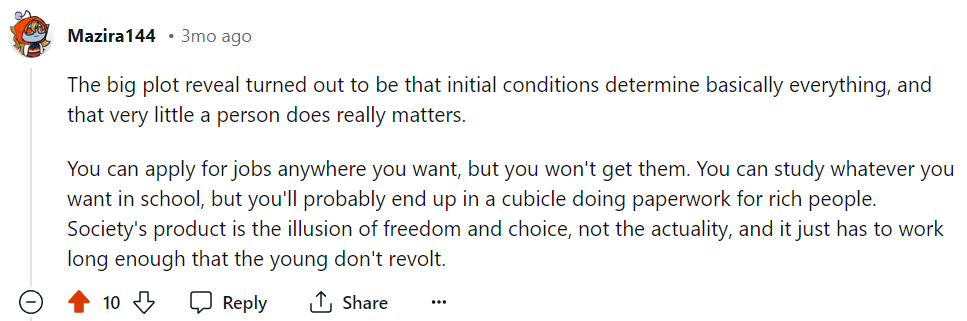 Mazira144 • 3mo ago
The big plot reveal turned out to be that initial conditions determine basically everything, and
that very little a person does really matters.
You can apply for jobs anywhere you want, but you won't get them. You can study whatever you
want in school, but you'll probably end up in a cubicle doing paperwork for rich people.
Society's product is the illusion of freedom and choice, not the actuality, and it just has to work
long enough that the young don't revolt.
10 Reply Share